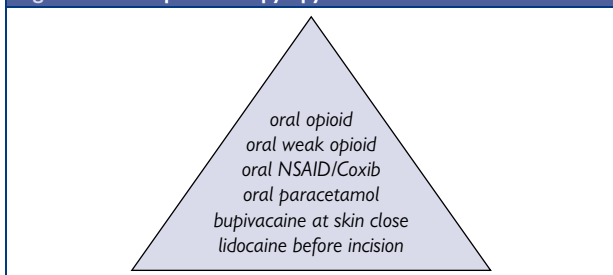 oral opioid
oral weak opioid
oral NSAID/Coxib
oral paracetamol
bupivacaine at skin close
lidocaine before incision